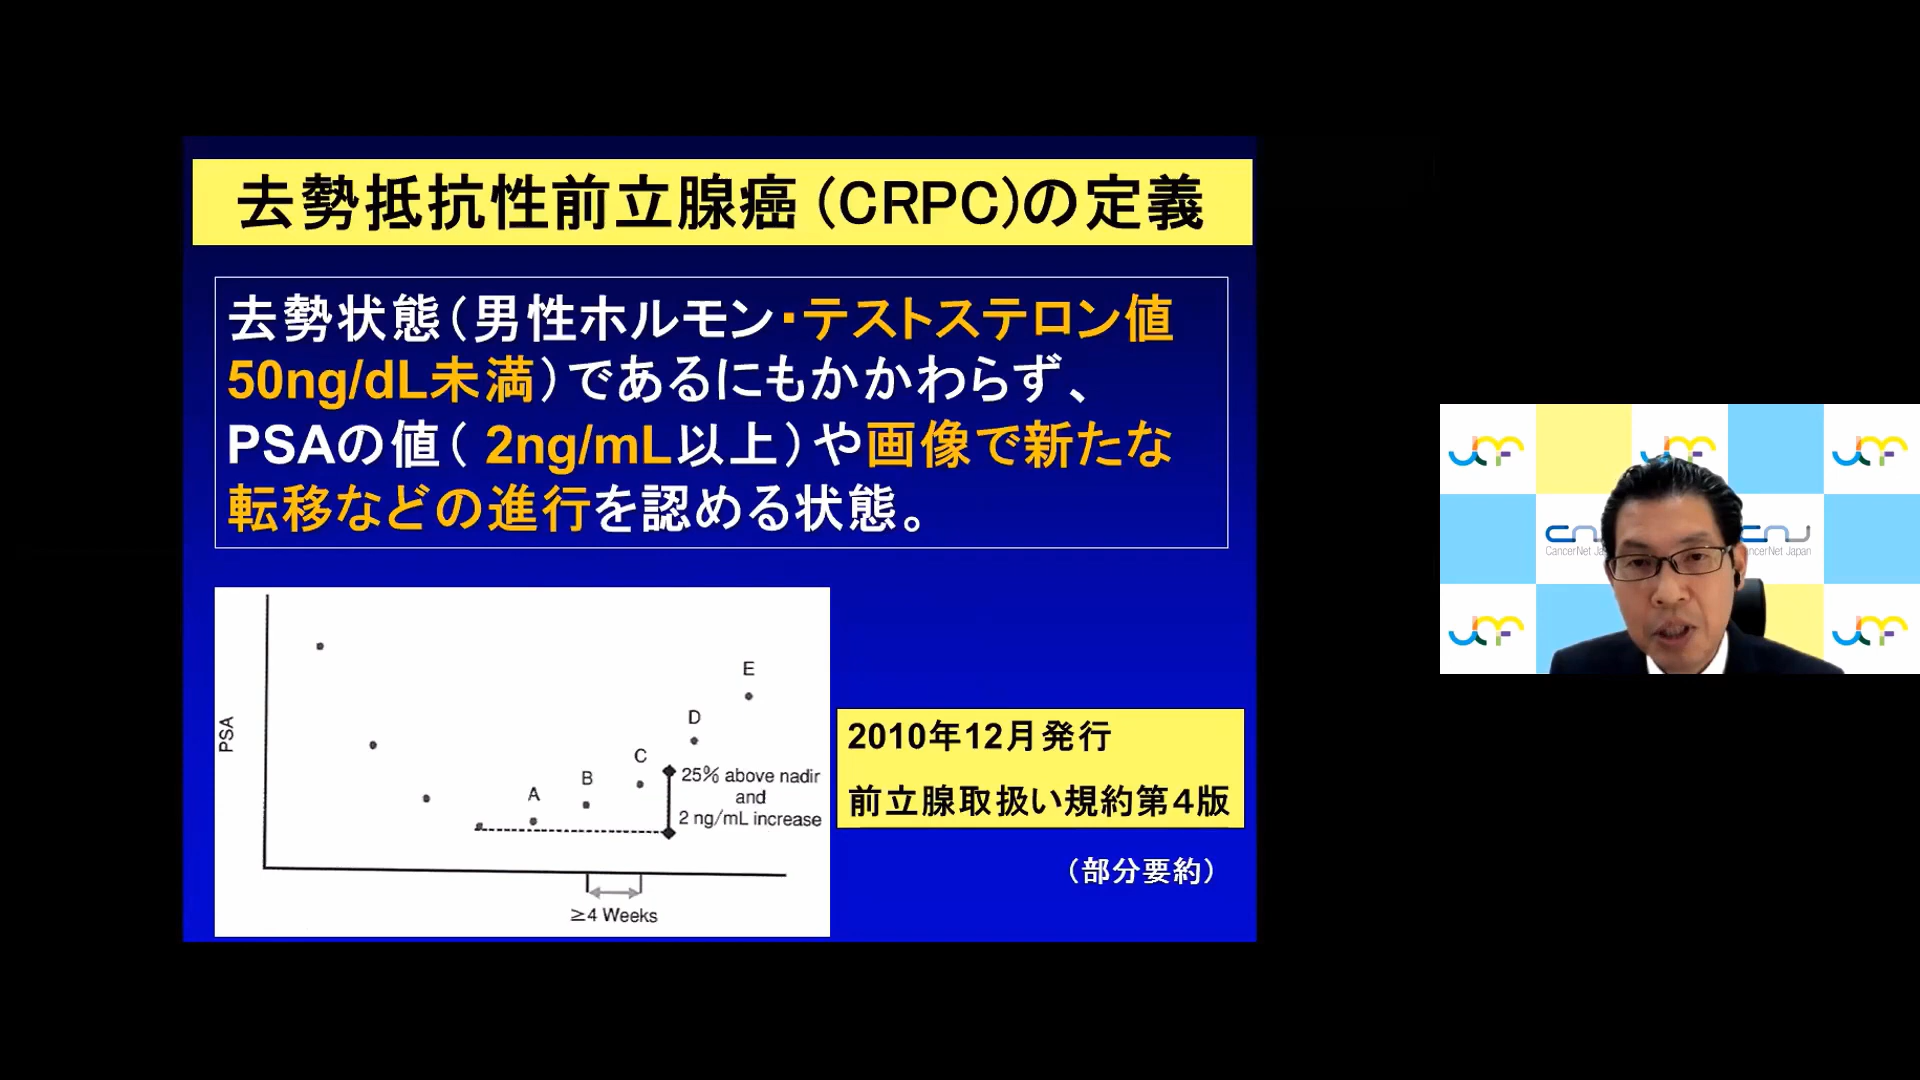 去勢抵抗性前立腺癌(CRPC)の定義
去勢状態(男性ホルモン・テストステロン値
50ng/dL未満)であるにもかかわらず、
PSAの値( 2ng/mL以上)や画像で新たな
転移などの進行を認める状態。
PSA
A
B
C
D
E
25% above nadir
and
2 ng/mL increase
≥4 Weeks
2010年12月発行
前立腺取扱い規約第4版
(部分要約)
CancerNet Japan